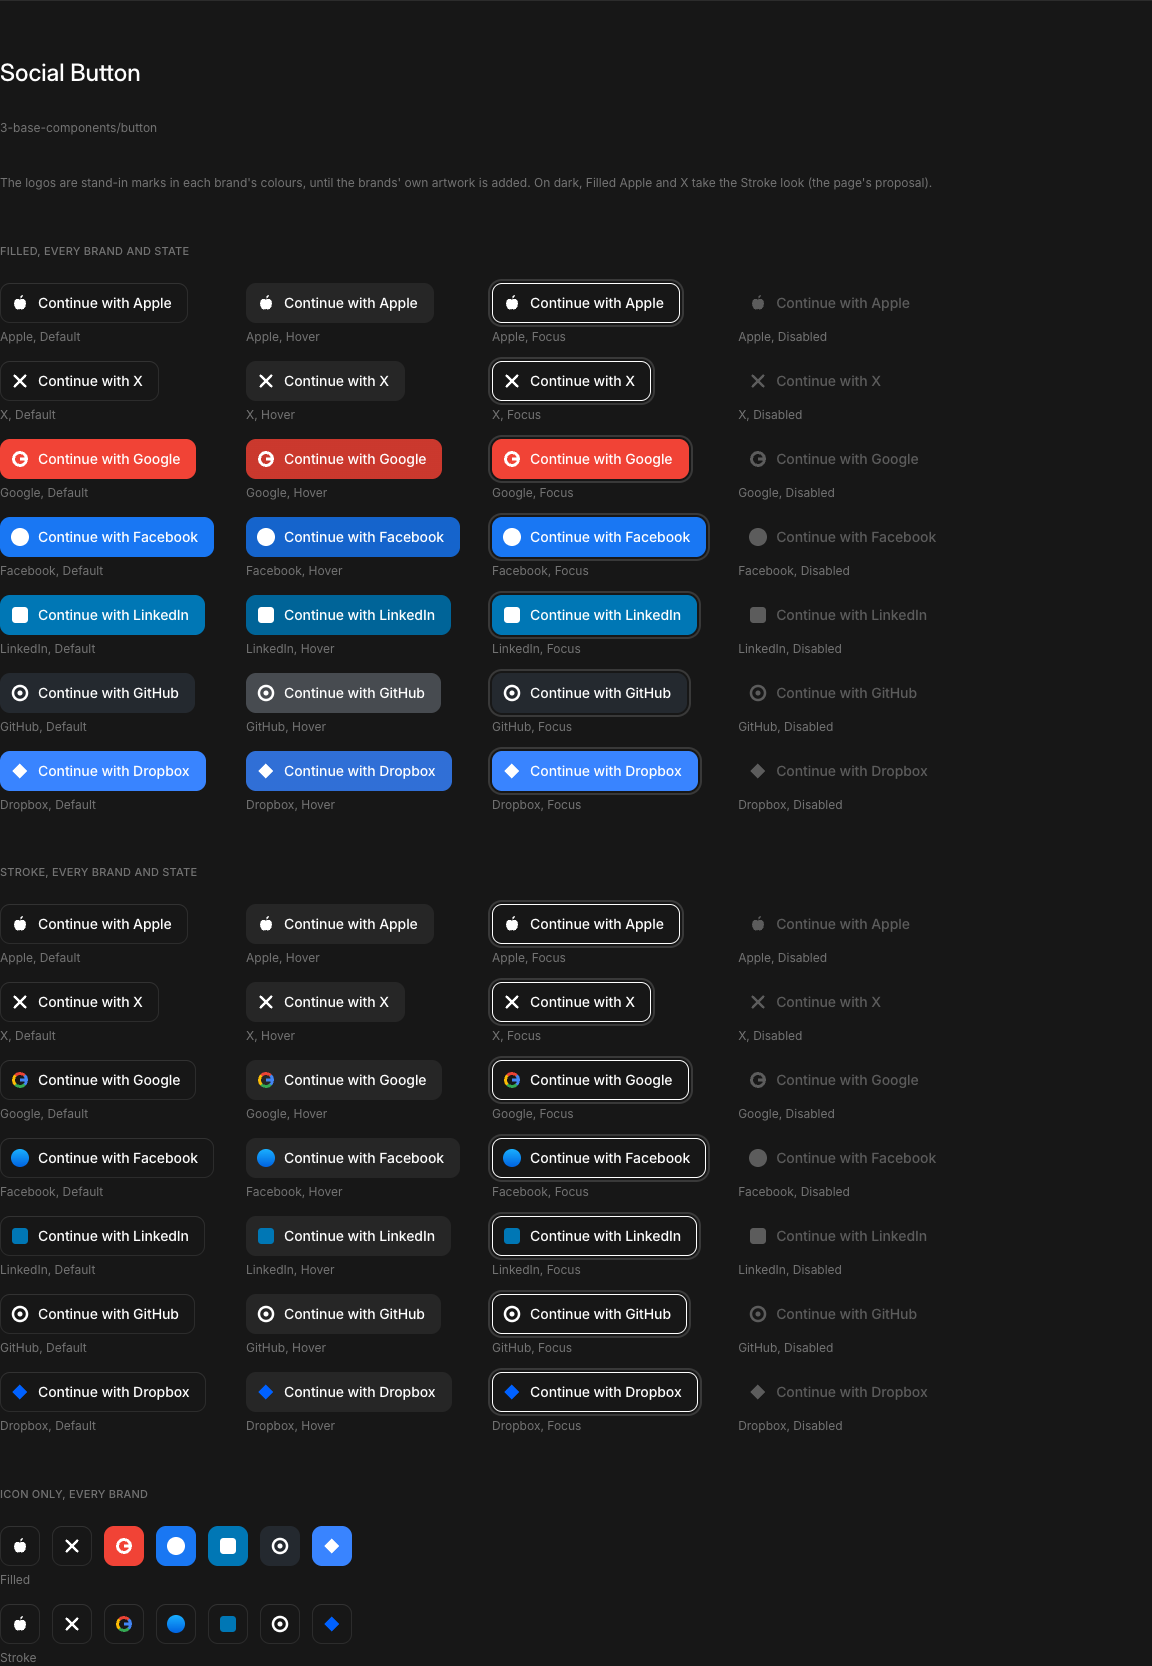 Social Button
3-base-components/button
The logos are stand-in marks in each brand's colours, until the brands' own artwork is added. On dark, Filled Apple and X take the Stroke look (the page's proposal).
FILLED, EVERY BRAND AND STATE
Continue with Apple Continue with Apple Continue with Apple Continue with Apple
Apple, Default Apple, Hover Apple, Focus Apple, Disabled
Continue with X Continue with X Continue with X Continue with X
X, Default X, Hover X, Focus X, Disabled
Continue with Google Continue with Google Continue with Google Continue with Google
Google, Default Google, Hover Google, Focus Google, Disabled
Continue with Facebook Continue with Facebook Continue with Facebook Continue with Facebook
Facebook, Default Facebook, Hover Facebook, Focus Facebook, Disabled
Continue with LinkedIn Continue with LinkedIn Continue with LinkedIn Continue with LinkedIn
LinkedIn, Default LinkedIn, Hover LinkedIn, Focus LinkedIn, Disabled
Continue with GitHub Continue with GitHub Continue with GitHub Continue with GitHub
GitHub, Default GitHub, Hover GitHub, Focus GitHub, Disabled
Continue with Dropbox Continue with Dropbox Continue with Dropbox Continue with Dropbox
Dropbox, Default Dropbox, Hover Dropbox, Focus Dropbox, Disabled
STROKE, EVERY BRAND AND STATE
Continue with Apple Continue with Apple Continue with Apple Continue with Apple
Apple, Default Apple, Hover Apple, Focus Apple, Disabled
Continue with X Continue with X Continue with X Continue with X
X, Default X, Hover X, Focus X, Disabled
Continue with Google Continue with Google Continue with Google Continue with Google
Google, Default Google, Hover Google, Focus Google, Disabled
Continue with Facebook Continue with Facebook Continue with Facebook Continue with Facebook
Facebook, Default Facebook, Hover Facebook, Focus Facebook, Disabled
Continue with LinkedIn Continue with LinkedIn Continue with LinkedIn Continue with LinkedIn
LinkedIn, Default LinkedIn, Hover LinkedIn, Focus LinkedIn, Disabled
Continue with GitHub Continue with GitHub Continue with GitHub Continue with GitHub
GitHub, Default GitHub, Hover GitHub, Focus GitHub, Disabled
Continue with Dropbox Continue with Dropbox Continue with Dropbox Continue with Dropbox
Dropbox, Default Dropbox, Hover Dropbox, Focus Dropbox, Disabled
ICON ONLY, EVERY BRAND
Filled
Stroke